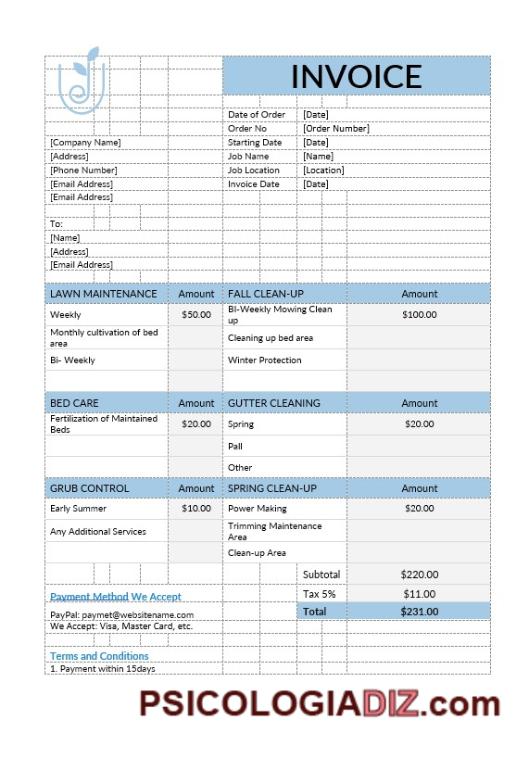 INVOICE
Date of Order [Date]
Order No [Order Number]
[Company Name] Starting Date [Date]
[Address] Job Name [Name]
[Phone Number] Job Location [Location]
[Email Address] Invoice Date [Date]
[Email Address]
To:
[Name]
[Address]
[Email Address]
LAWN MAINTENANCE Amount FALL CLEAN-UP Amount
Weekly $50.00 BI-Weekly Mowing Clean up $100.00
Monthly cultivation of bed area Cleaning up bed area
Bi- Weekly Winter Protection
BED CARE Amount GUTTER CLEANING Amount
Fertilization of Maintained Beds $20.00 Spring $20.00
Pall
Other
GRUB CONTROL Amount SPRING CLEAN-UP Amount
Early Summer $10.00 Power Making $20.00
Any Additional Services Trimming Maintenance Area
Clean-up Area
Subtotal $220.00
Payment Method We Accept Tax 5% $11.00
PayPal: paymet@websitename.com Total $231.00
We Accept: Visa, Master Card, etc.
Terms and Conditions
1. Payment within 15days
PSICOLOGIADIZ.com